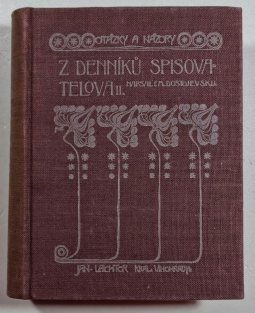 OTÁZKY A NÁZORY
Z DENNÍKŮ SPISOVA-
TELOVA II. NAPSAL F.M. DOSTOJEVSKIJ
JAN LAICHTER KRÁL. VINOHRADY